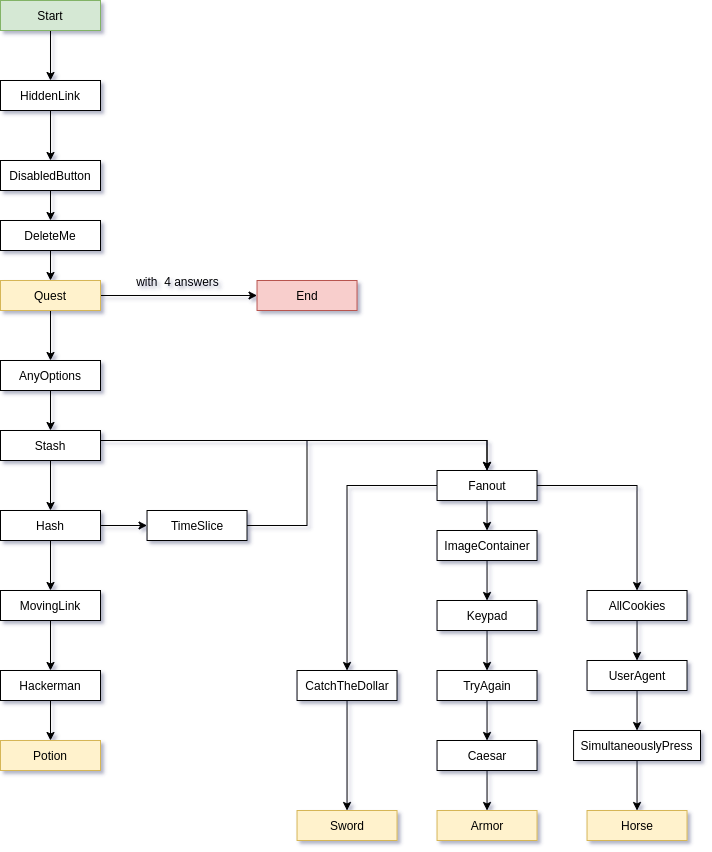 Start
HiddenLink
DisabledButton
DeleteMe
Quest
with 4 answers
End
AnyOptions
Stash
Fanout
Hash
TimeSlice
ImageContainer
MovingLink
Keypad
AllCookies
Hackerman
CatchTheDollar
TryAgain
UserAgent
Potion
Caesar
SimultaneouslyPress
Sword
Armor
Horse